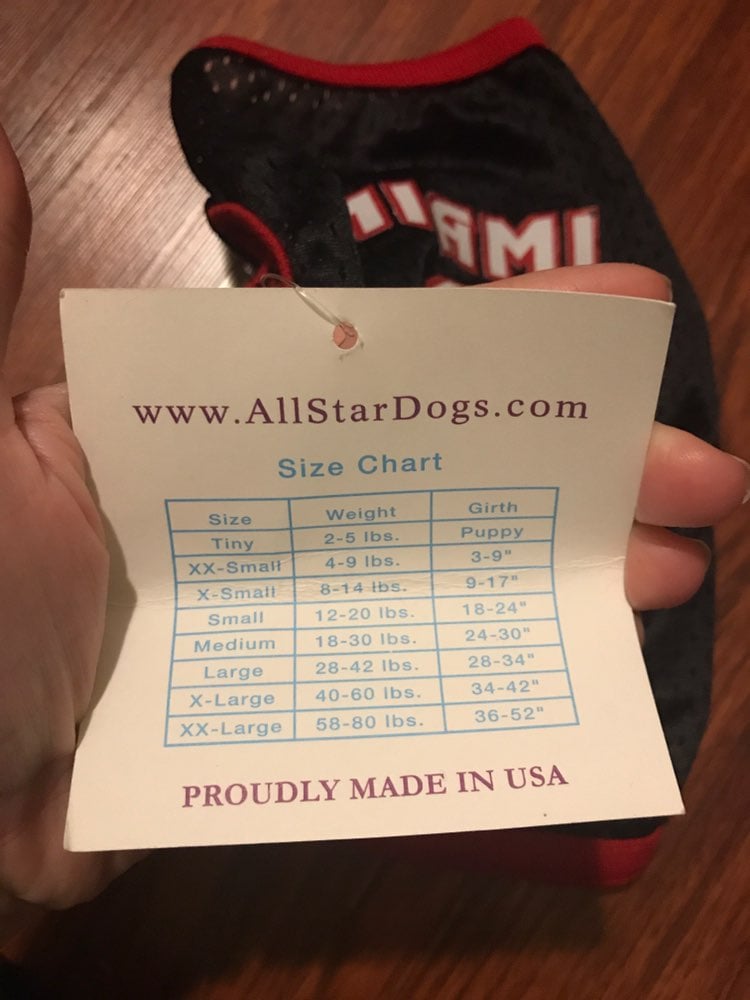 MIAMI
www.AllStarDogs.com
Size Chart
Size Weight Girth
Tiny 2-5 lbs. Puppy
XX-Small 4-9 lbs. 3-9"
X-Small 8-14 lbs. 9-17"
Small 12-20 lbs. 18-24"
Medium 18-30 lbs. 24-30"
Large 28-42 lbs. 28-34"
X-Large 40-60 lbs. 34-42"
XX-Large 58-80 lbs. 36-52"
PROUDLY MADE IN USA